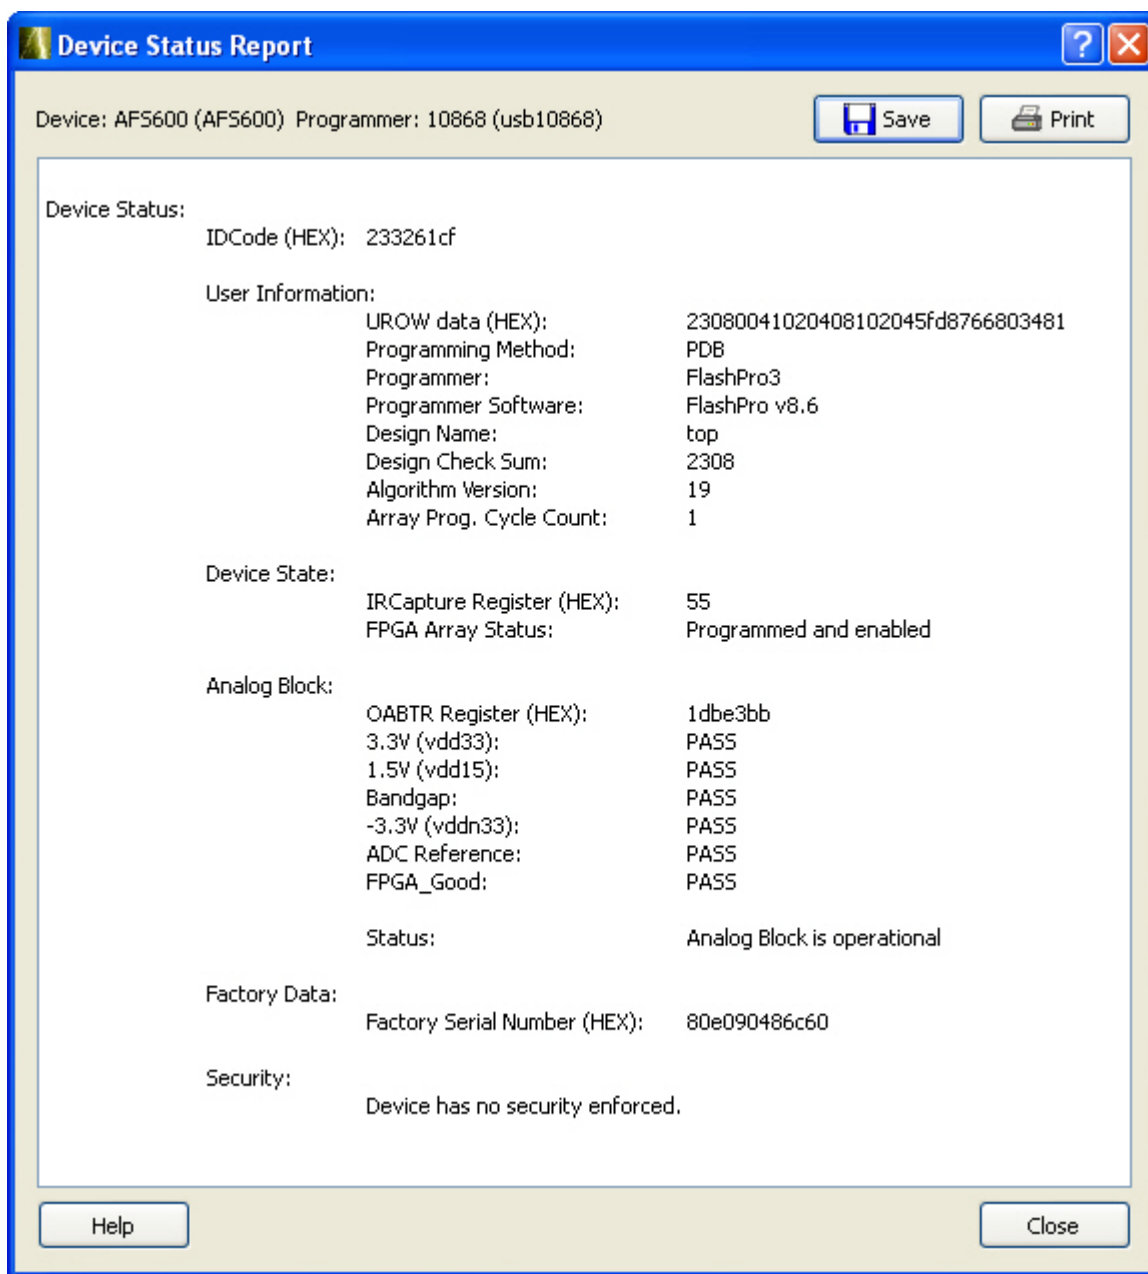 Device Status Report
Device: AFS600 (AFS600) Programmer: 10868 (usb10868)
Save
Print
Device Status:
IDCode (HEX): 233261cf
User Information:
UROW data (HEX): 23080041020408102045fd8766803481
Programming Method: PDB
Programmer: FlashPro3
Programmer Software: FlashPro v8.6
Design Name: top
Design Check Sum: 2308
Algorithm Version: 19
Array Prog. Cycle Count: 1
Device State:
IRCapture Register (HEX): 55
FPGA Array Status: Programmed and enabled
Analog Block:
OABTR Register (HEX): 1dbe3bb
3.3V (vdd33): PASS
1.5V (vdd15): PASS
Bandgap: PASS
-3.3V (vddn33): PASS
ADC Reference: PASS
FPGA_Good: PASS
Status: Analog Block is operational
Factory Data:
Factory Serial Number (HEX): 80e090486c60
Security:
Device has no security enforced.
Help
Close